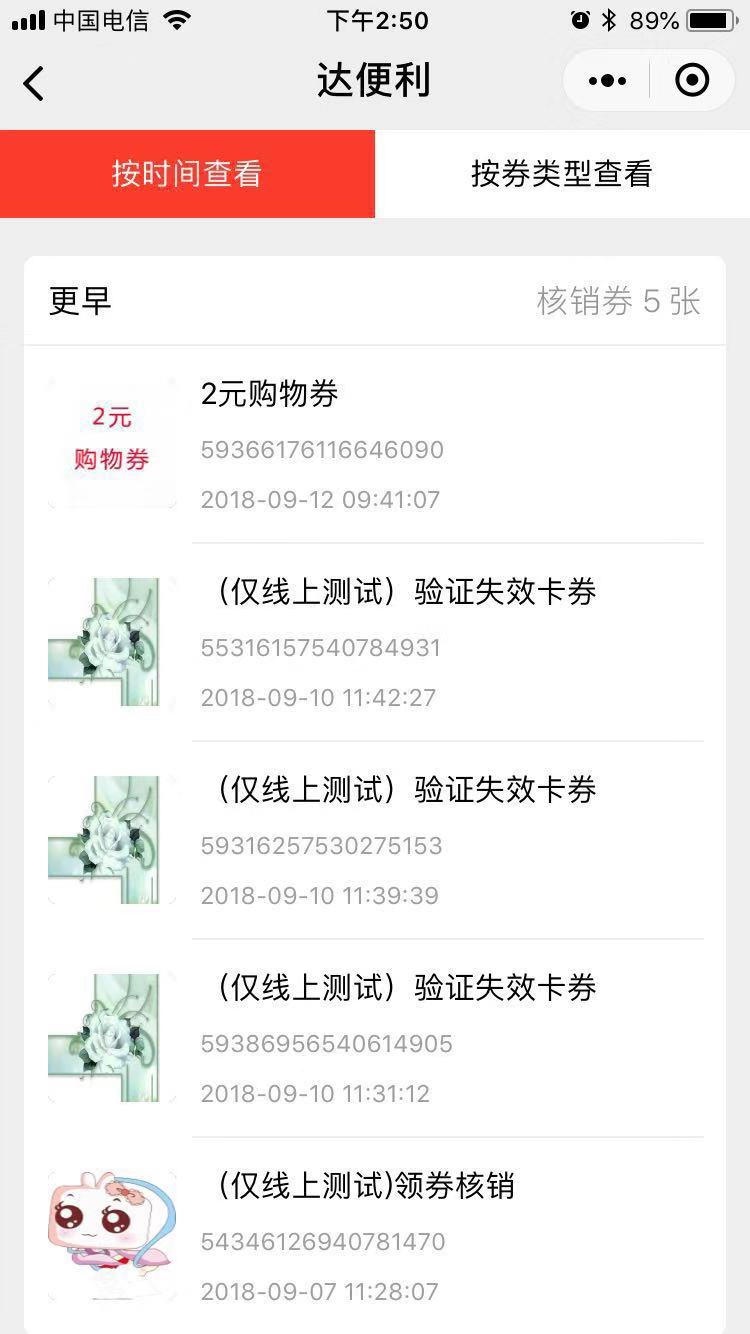 中国电信 下午2:50 89%
达便利
按时间查看 按券类型查看
更早 核销券 5 张
2元
购物券
2元购物券
59366176116646090
2018-09-12 09:41:07
（仅线上测试）验证失效卡券
55316157540784931
2018-09-10 11:42:27
（仅线上测试）验证失效卡券
59316257530275153
2018-09-10 11:39:39
（仅线上测试）验证失效卡券
59386956540614905
2018-09-10 11:31:12
（仅线上测试)领券核销
54346126940781470
2018-09-07 11:28:07